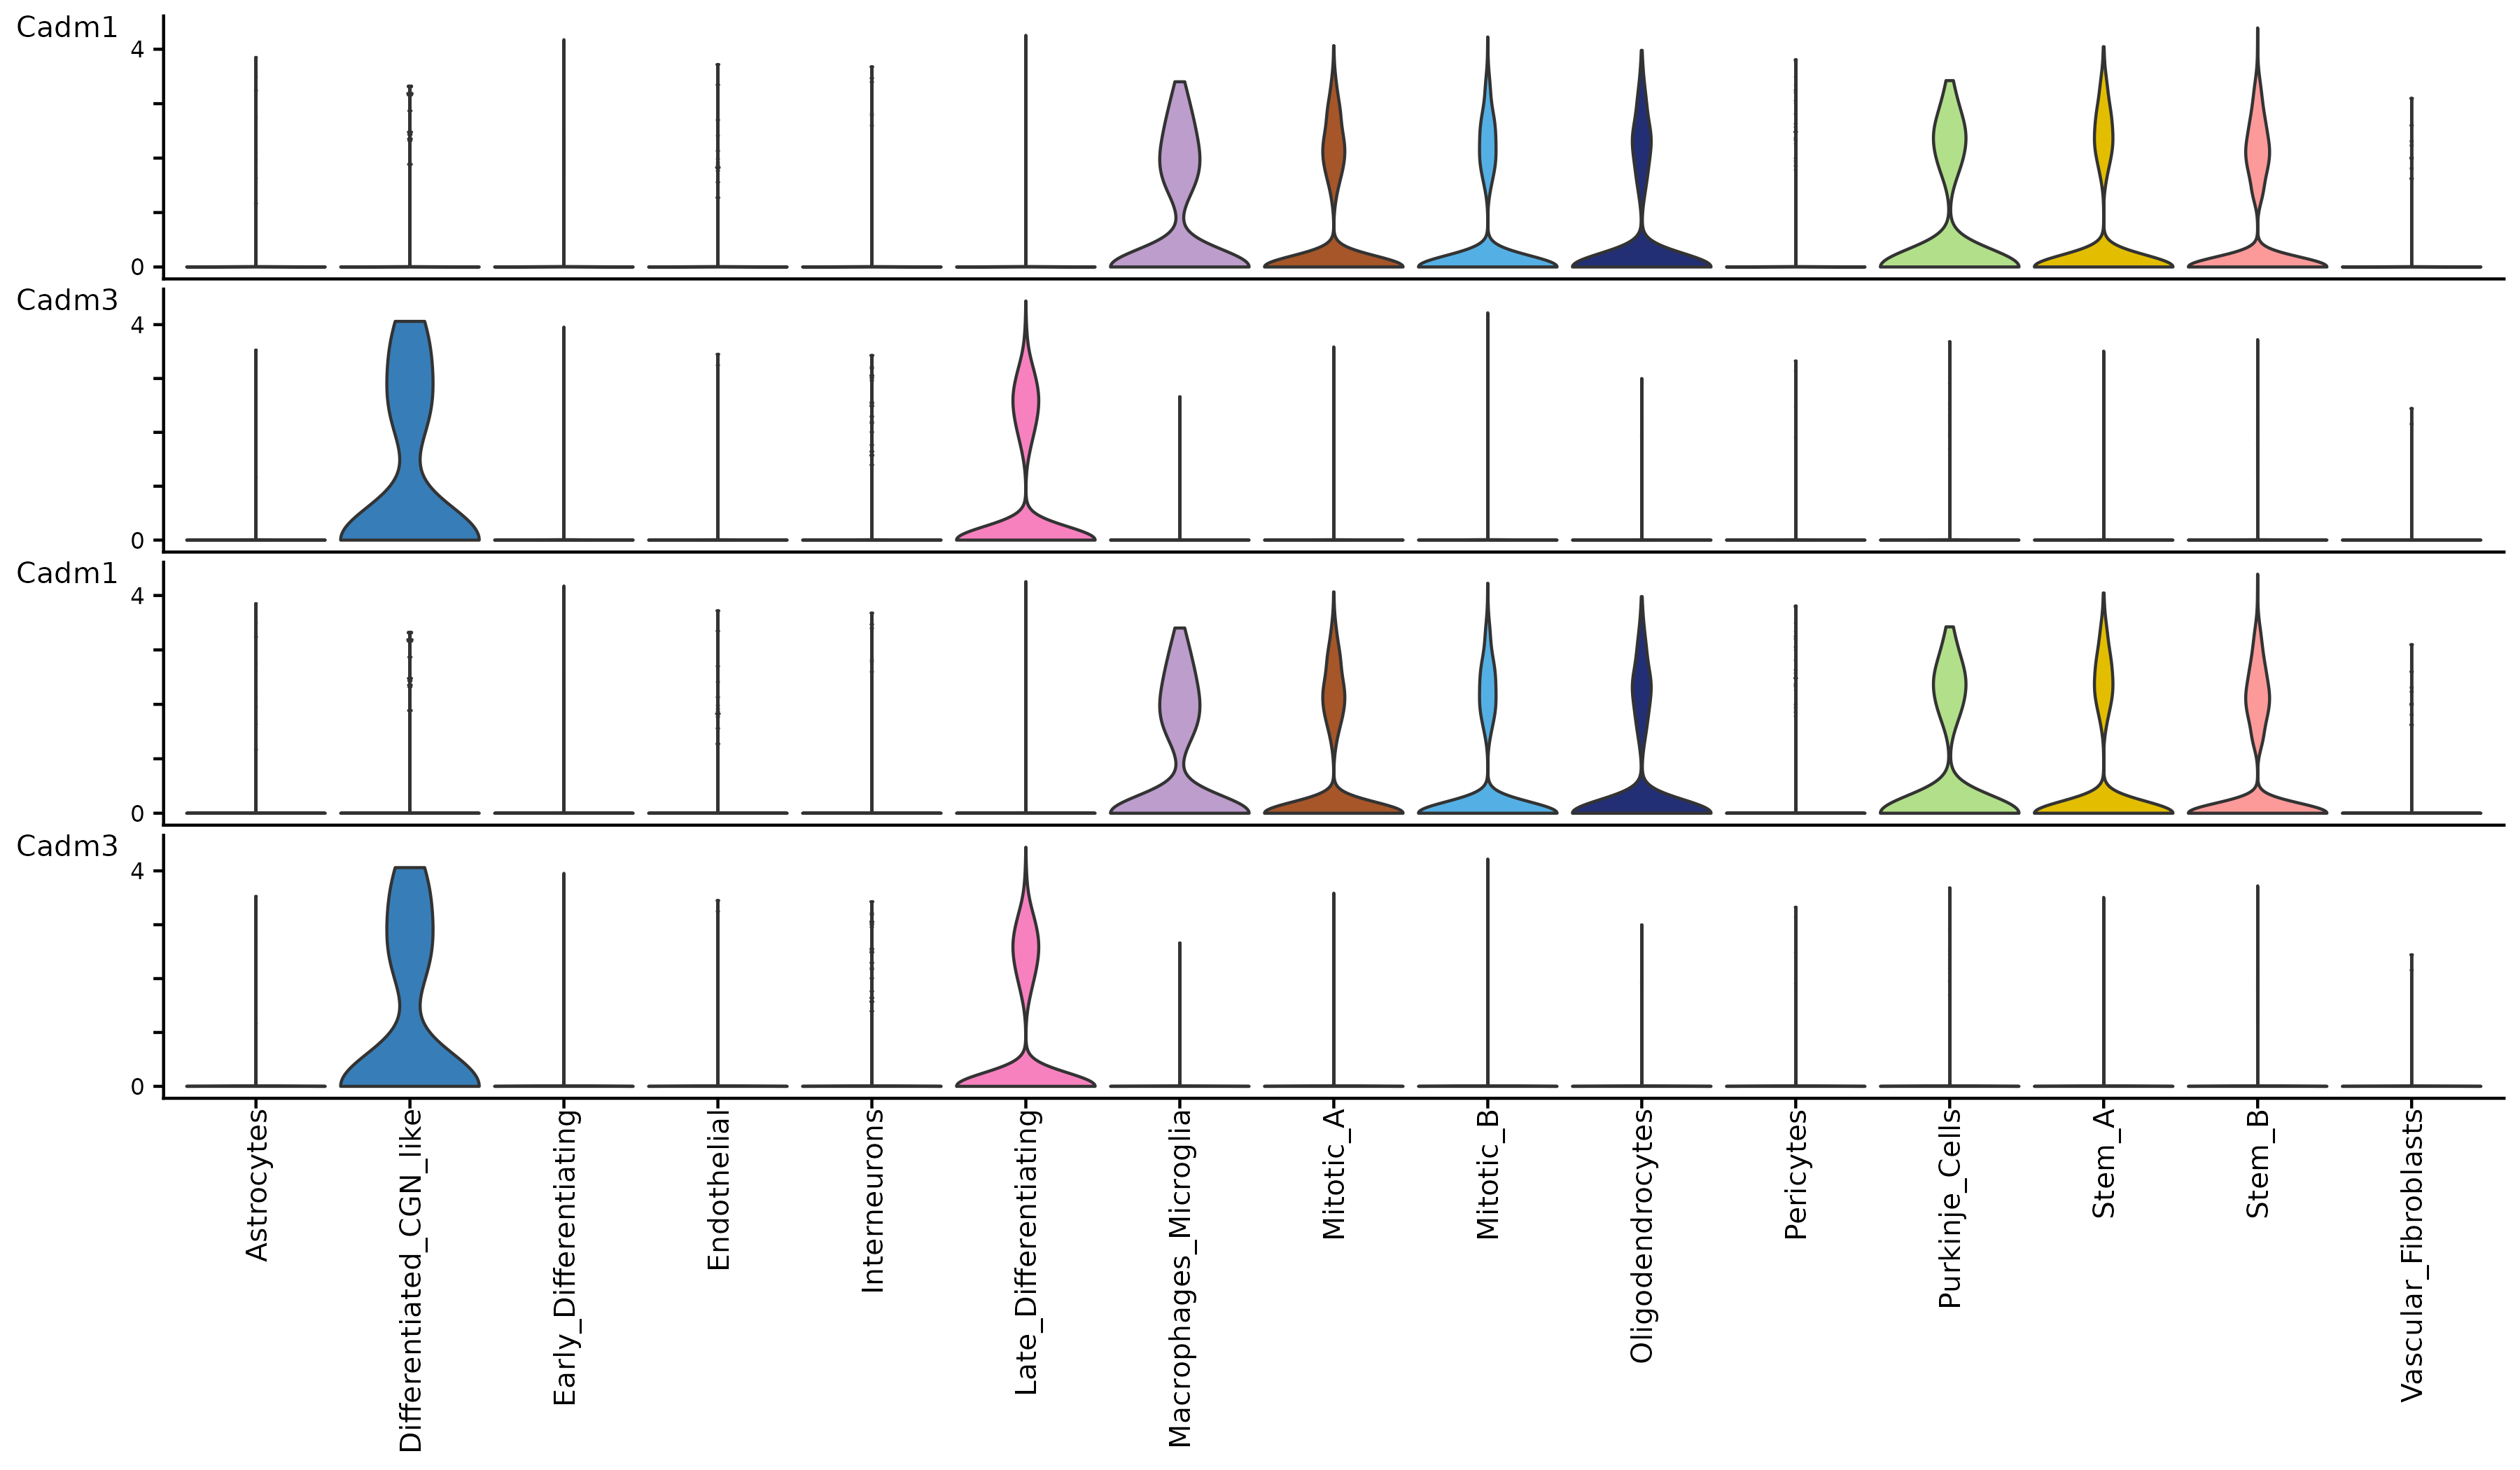 Cadm1
4
0
Cadm3
4
0
Cadm1
4
0
Cadm3
4
0
Astrocytes
Differentiated_CGN_like
Early_Differentiating
Endothelial
Interneurons
Late_Differentiating
Macrophages_Microglia
Mitotic_A
Mitotic_B
Oligodendrocytes
Pericytes
Purkinje_Cells
Stem_A
Stem_B
Vascular_Fibroblasts